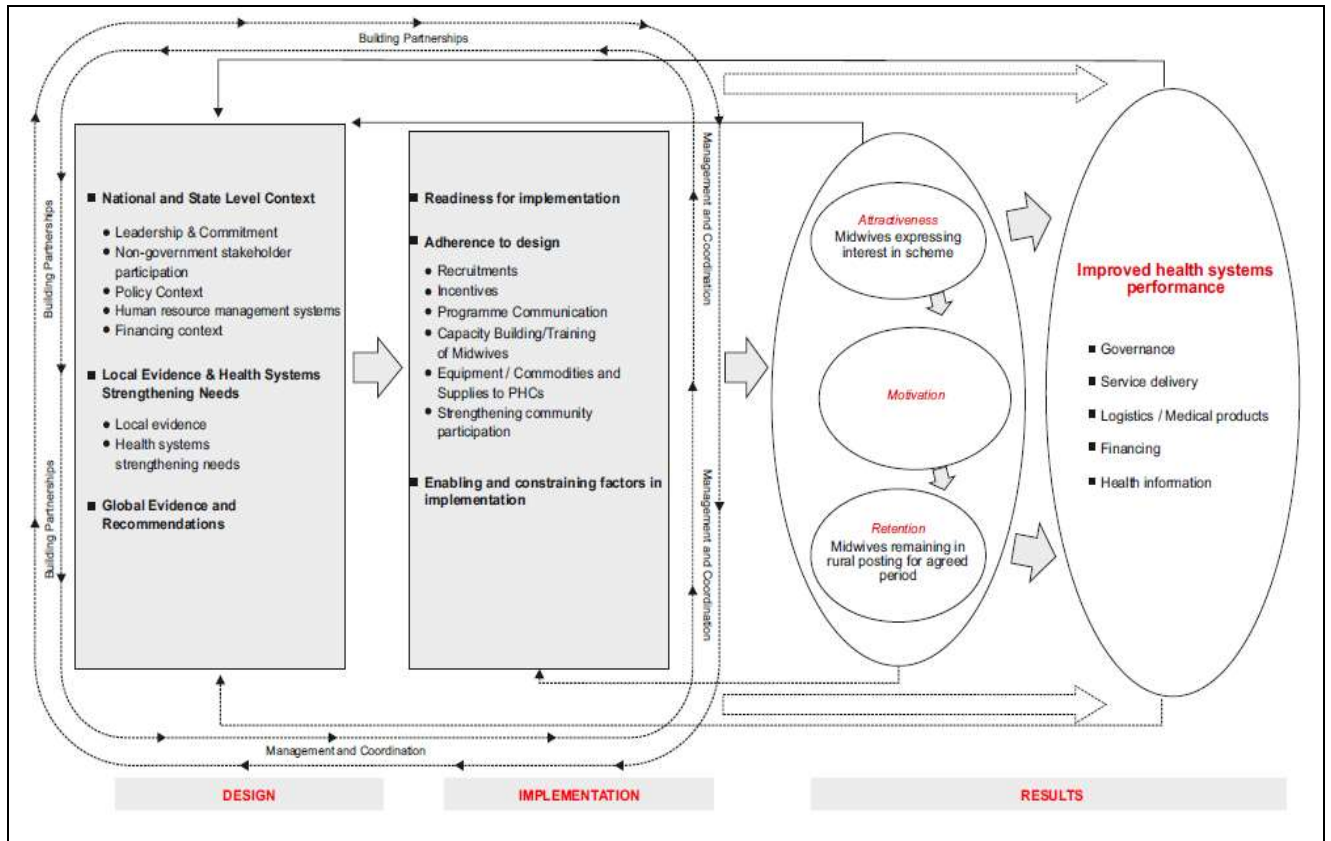 Building Partnerships
Building Partnerships
Building Partnerships
■ National and State Level Context
● Leadership & Commitment
● Non-government stakeholder
participation
● Policy Context
● Human resource management systems
● Financing context
■ Local Evidence & Health Systems
Strengthening Needs
● Local evidence
● Health systems
strengthening needs
■ Global Evidence and
Recommendations
■ Readiness for implementation
■ Adherence to design
● Recruitments
● Incentives
● Programme Communication
● Capacity Building/Training
of Midwives
● Equipment / Commodities and
Supplies to PHCs
● Strengthening community
participation
■ Enabling and constraining factors in
implementation
Management and Coordination
Management and Coordination
Attractiveness
Midwives expressing
interest in scheme
Motivation
Retention
Midwives remaining in
rural posting for agreed
period
Improved health systems
performance
■ Governance
■ Service delivery
■ Logistics / Medical products
■ Financing
■ Health information
Management and Coordination
DESIGN
IMPLEMENTATION
RESULTS